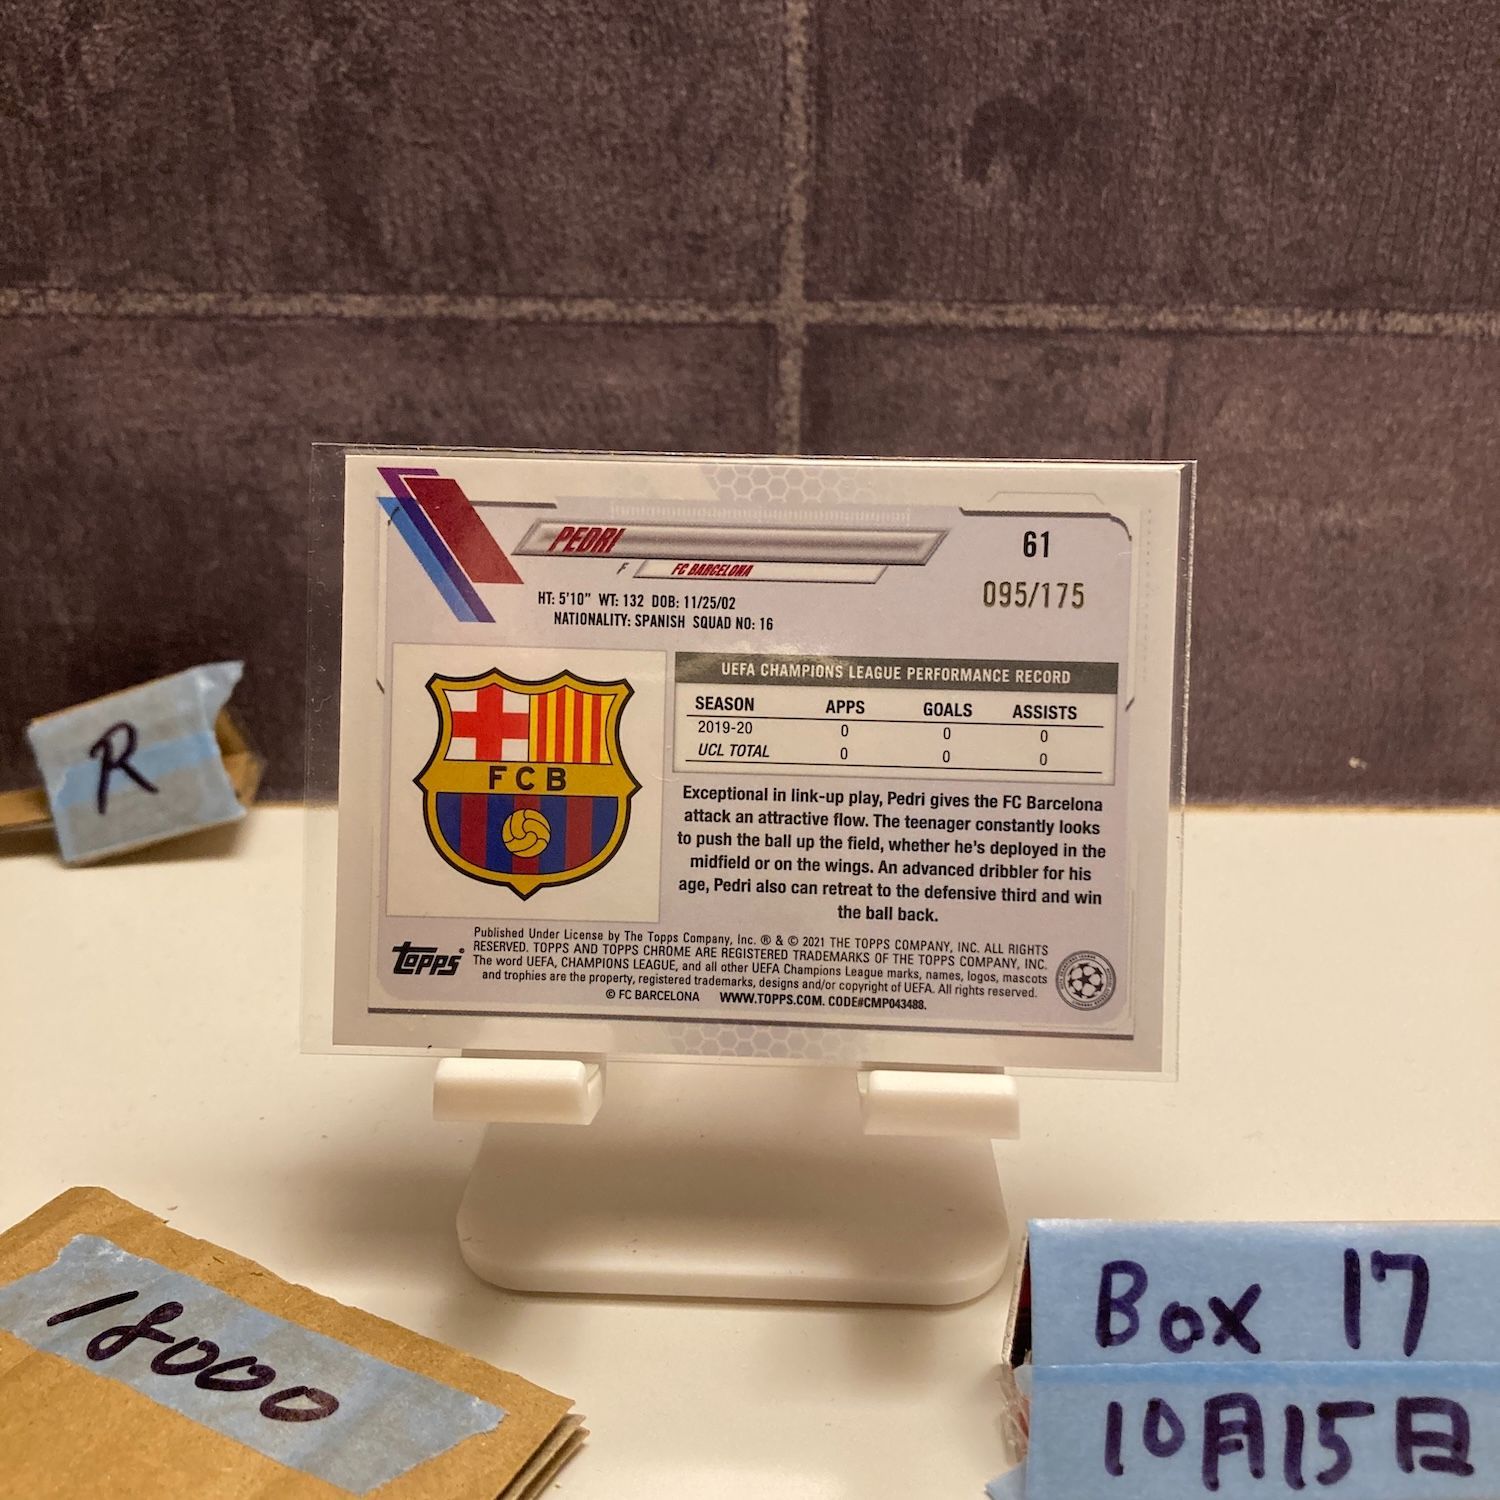 PEDRI
F FC BARCELONA
61
095/175
HT: 5'10" WT: 132 DOB: 11/25/02
NATIONALITY: SPANISH SQUAD NO: 16
FCB
UEFA CHAMPIONS LEAGUE PERFORMANCE RECORD
SEASON APPS GOALS ASSISTS
2019-20 0 0 0
UCL TOTAL 0 0 0
Exceptional in link-up play, Pedri gives the FC Barcelona
attack an attractive flow. The teenager constantly looks
to push the ball up the field, whether he's deployed in the
midfield or on the wings. An advanced dribbler for his
age, Pedri also can retreat to the defensive third and win
the ball back.
Topps
Published Under License by The Topps Company, Inc. ® & © 2021 THE TOPPS COMPANY, INC. ALL RIGHTS
RESERVED. TOPPS AND TOPPS CHROME ARE REGISTERED TRADEMARKS OF THE TOPPS COMPANY, INC.
The word UEFA, CHAMPIONS LEAGUE, and all other UEFA Champions League marks, names, logos, mascots
and trophies are the property, registered trademarks, designs and/or copyright of UEFA. All rights reserved.
© FC BARCELONA WWW.TOPPS.COM. CODE#CMP043488.
R
18000
Box 17
10月15日